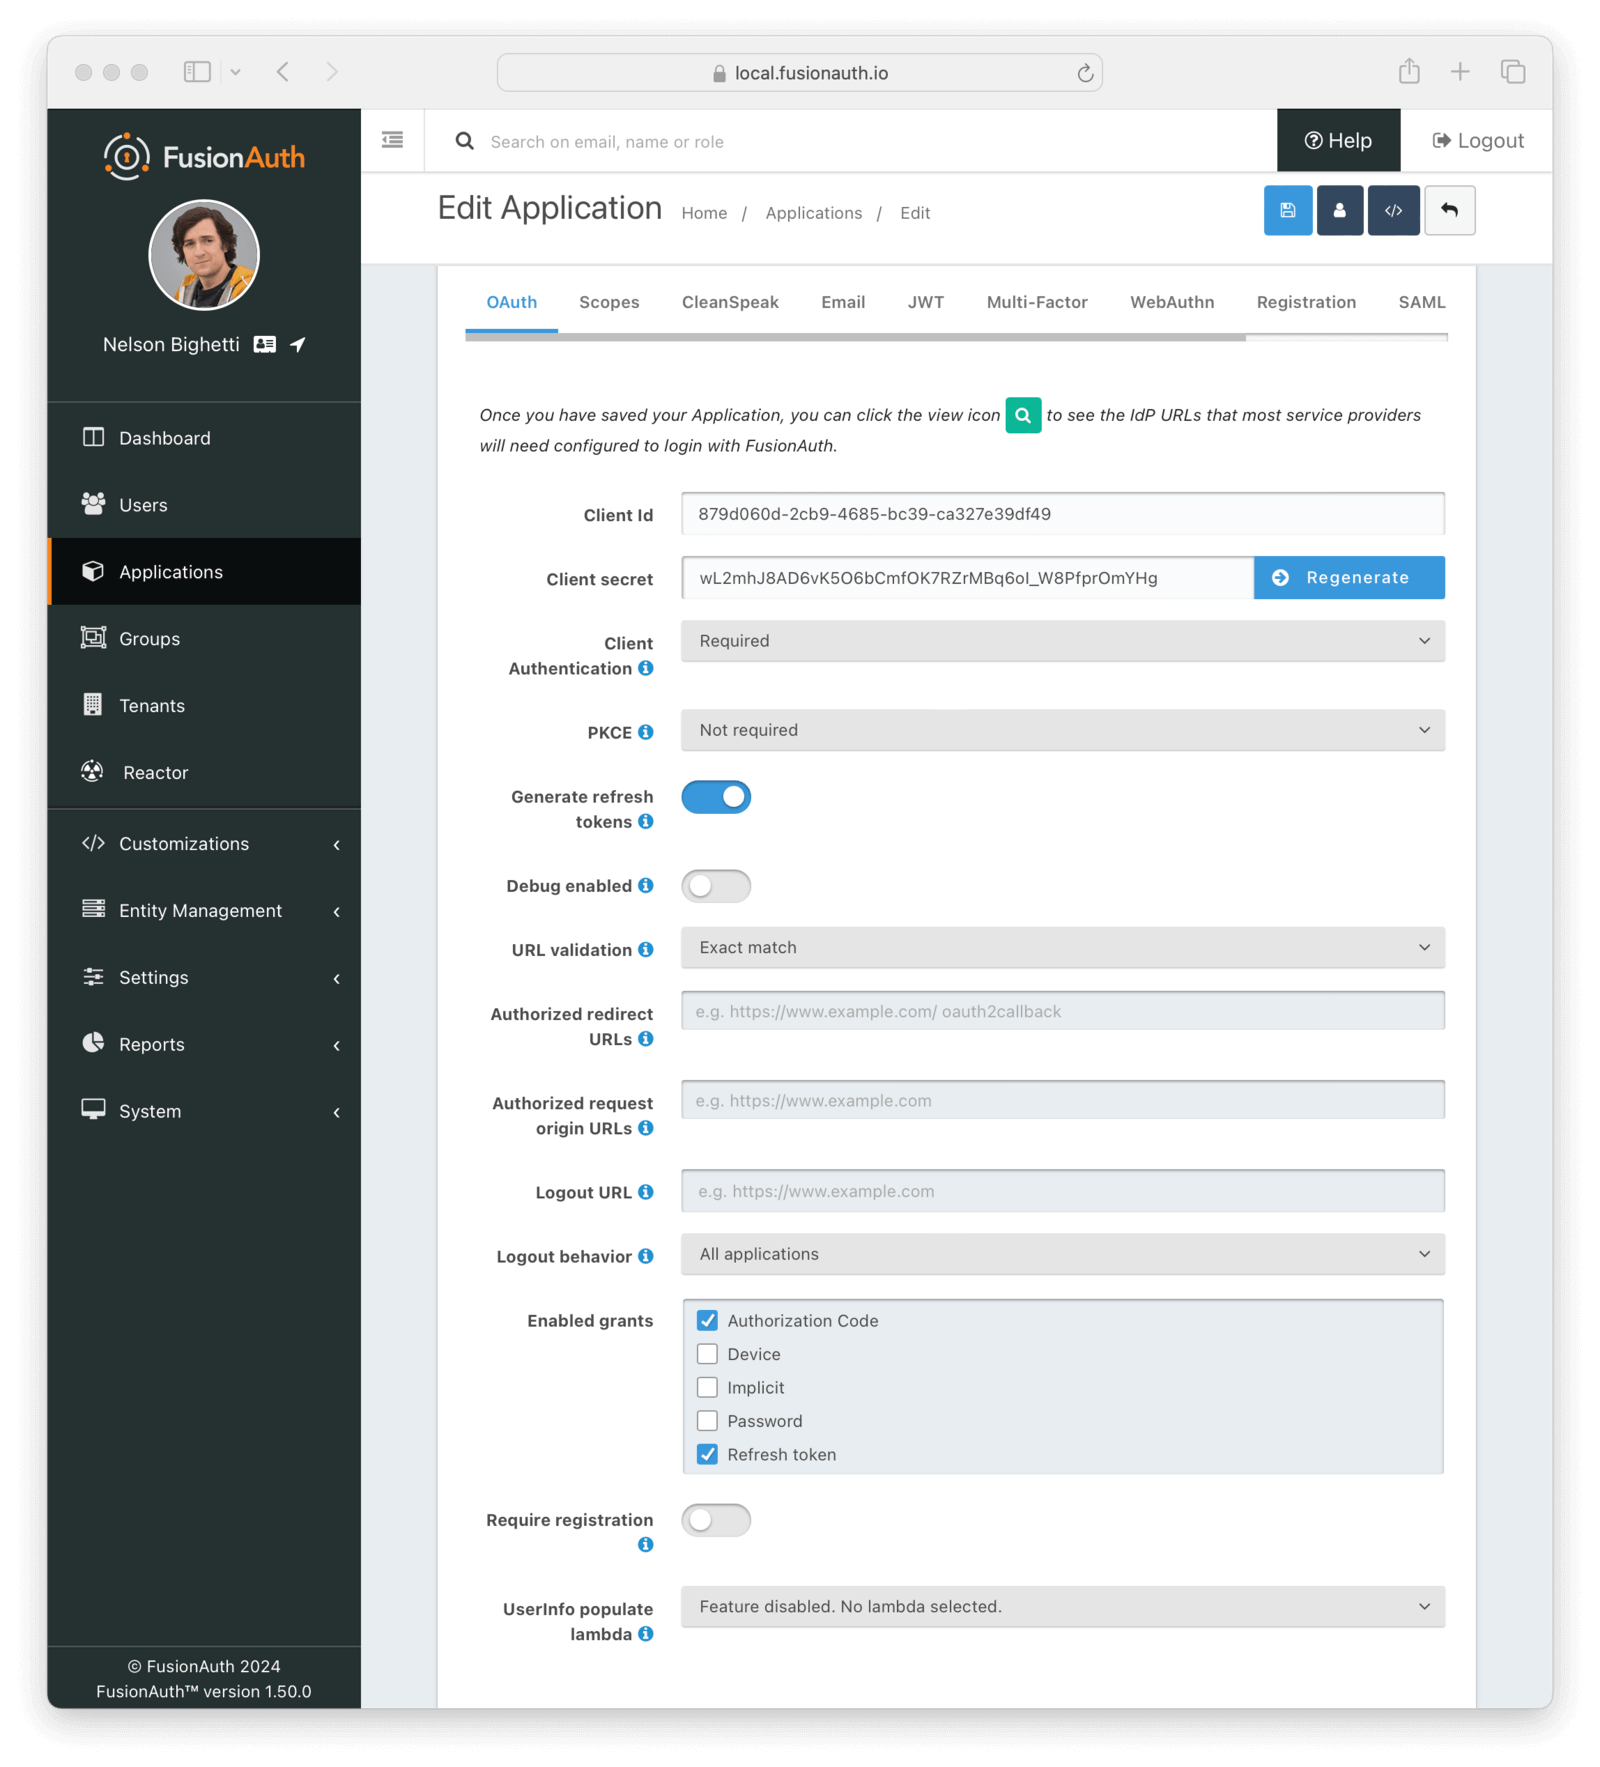 local.fusionauth.io
FusionAuth
Search on email, name or role
Help
Logout
Nelson Bighetti
Edit Application
Home / Applications / Edit
Dashboard
Users
Applications
Groups
Tenants
Reactor
Customizations
Entity Management
Settings
Reports
System
© FusionAuth 2024
FusionAuth™ version 1.50.0
OAuth
Scopes
CleanSpeak
Email
JWT
Multi-Factor
WebAuthn
Registration
SAML
Once you have saved your Application, you can click the view icon to see the IdP URLs that most service providers
will need configured to login with FusionAuth.
Client Id
879d060d-2cb9-4685-bc39-ca327e39df49
Client secret
wL2mhJ8AD6vK5O6bCmfOK7RZrMBq6ol_W8PfprOmYHg
Regenerate
Client
Authentication
Required
PKCE
Not required
Generate refresh
tokens
Debug enabled
URL validation
Exact match
Authorized redirect
URLs
e.g. https://www.example.com/ oauth2callback
Authorized request
origin URLs
e.g. https://www.example.com
Logout URL
e.g. https://www.example.com
Logout behavior
All applications
Enabled grants
Authorization Code
Device
Implicit
Password
Refresh token
Require registration
UserInfo populate
lambda
Feature disabled. No lambda selected.